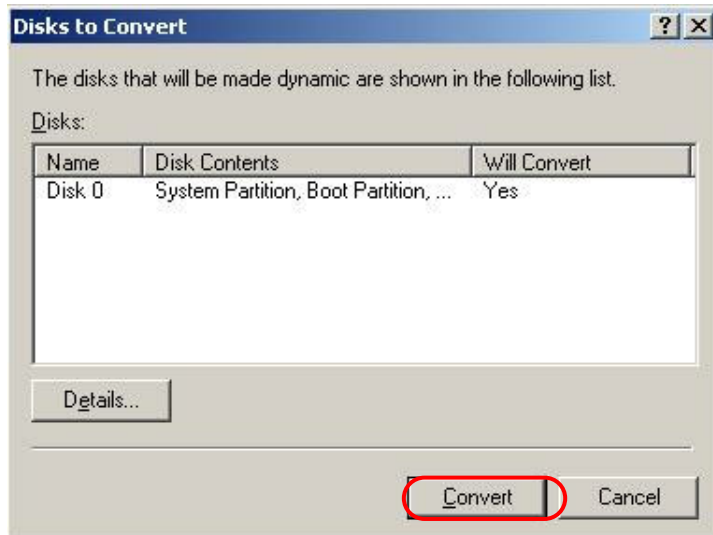 Disks to Convert
The disks that will be made dynamic are shown in the following list.
Disks:
Name Disk Contents Will Convert
Disk 0 System Partition, Boot Partition, ... Yes
Details...
Convert Cancel